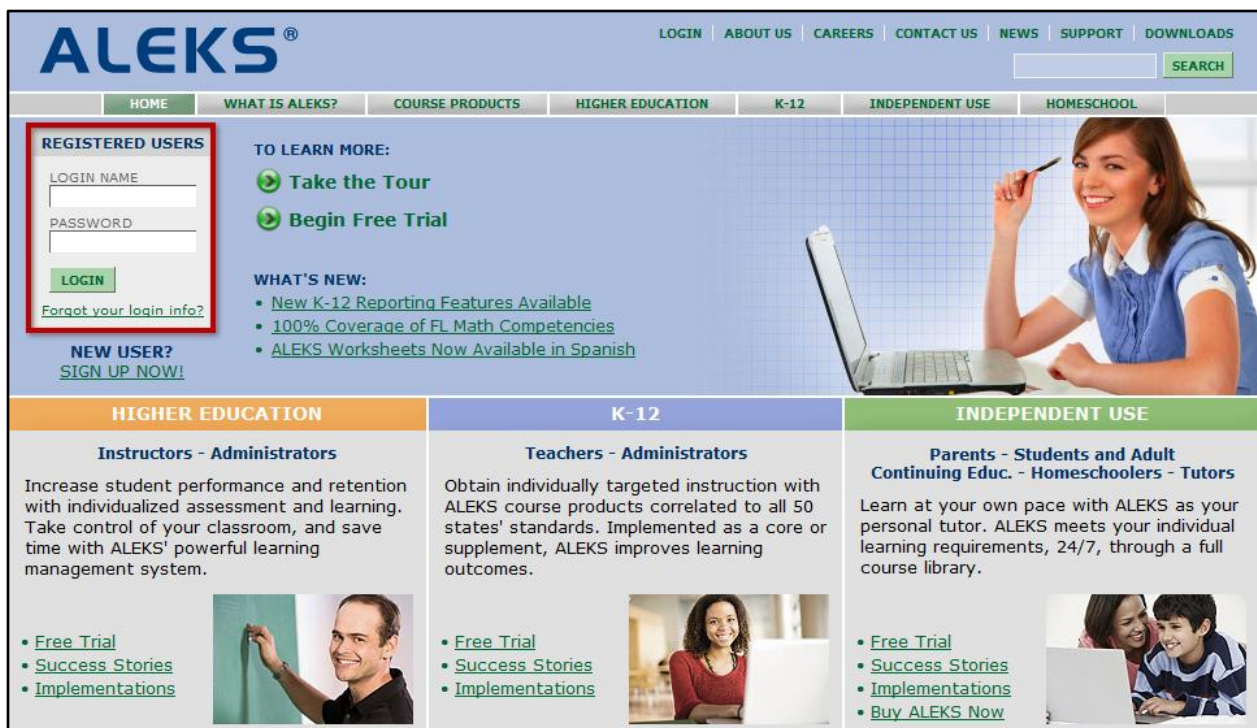 ALEKS®
LOGIN ABOUT US CAREERS CONTACT US NEWS SUPPORT DOWNLOADS
SEARCH
HOME WHAT IS ALEKS? COURSE PRODUCTS HIGHER EDUCATION K-12 INDEPENDENT USE HOMESCHOOL
REGISTERED USERS
LOGIN NAME
PASSWORD
LOGIN
Forgot your login info?
NEW USER?
SIGN UP NOW!
TO LEARN MORE:
Take the Tour
Begin Free Trial
WHAT'S NEW:
• New K-12 Reporting Features Available
• 100% Coverage of FL Math Competencies
• ALEKS Worksheets Now Available in Spanish
HIGHER EDUCATION
Instructors - Administrators
Increase student performance and retention
with individualized assessment and learning.
Take control of your classroom, and save
time with ALEKS' powerful learning
management system.
• Free Trial
• Success Stories
• Implementations
K-12
Teachers - Administrators
Obtain individually targeted instruction with
ALEKS course products correlated to all 50
states' standards. Implemented as a core or
supplement, ALEKS improves learning
outcomes.
• Free Trial
• Success Stories
• Implementations
INDEPENDENT USE
Parents - Students and Adult
Continuing Educ. - Homeschoolers - Tutors
Learn at your own pace with ALEKS as your
personal tutor. ALEKS meets your individual
learning requirements, 24/7, through a full
course library.
• Free Trial
• Success Stories
• Implementations
• Buy ALEKS Now